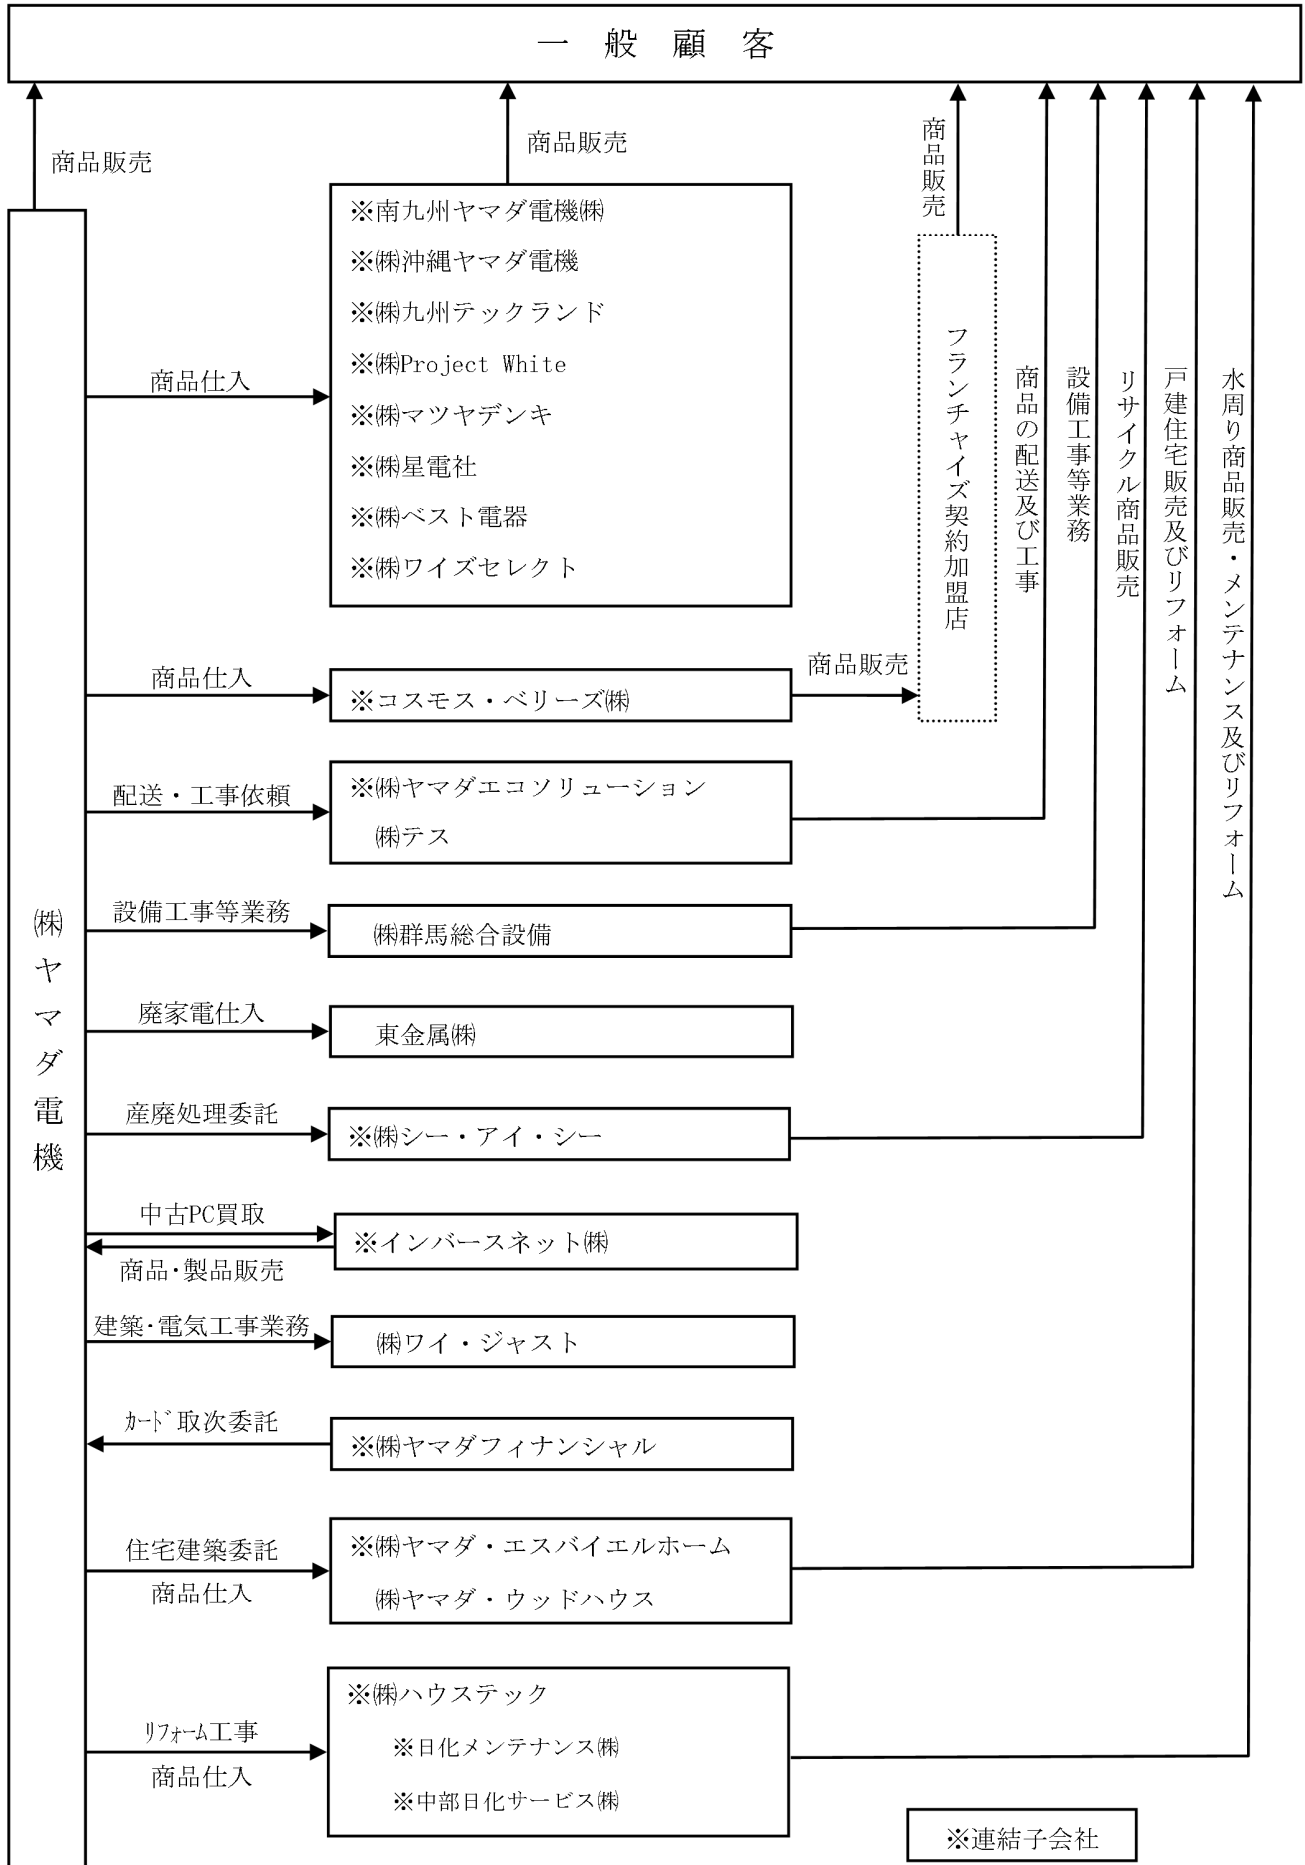 一般顧客
商品販売
商品販売
商品販売
※南九州ヤマダ電機㈱
※㈱沖縄ヤマダ電機
※㈱九州テックランド
※㈱Project White
※㈱マツヤデンキ
※㈱星電社
※㈱ベスト電器
※㈱ワイズセレクト
商品仕入
フランチャイズ契約加盟店
商品の配送及び工事
設備工事等業務
リサイクル商品販売
戸建住宅販売及びリフォーム
水周り商品販売・メンテナンス及びリフォーム
商品仕入
※コスモス・ベリーズ㈱
商品販売
配送・工事依頼
※㈱ヤマダエコソリューション
㈱テス
㈱ヤマダ電機
設備工事等業務
㈱群馬総合設備
廃家電仕入
東金属㈱
産廃処理委託
※㈱シー・アイ・シー
中古PC買取
商品・製品販売
※インバースネット㈱
建築・電気工事業務
㈱ワイ・ジャスト
ｶｰﾄﾞ取次委託
※㈱ヤマダフィナンシャル
住宅建築委託
商品仕入
※㈱ヤマダ・エスバイエルホーム
㈱ヤマダ・ウッドハウス
ﾘﾌｫｰﾑ工事
商品仕入
※㈱ハウステック
※日化メンテナンス㈱
※中部日化サービス㈱
※連結子会社